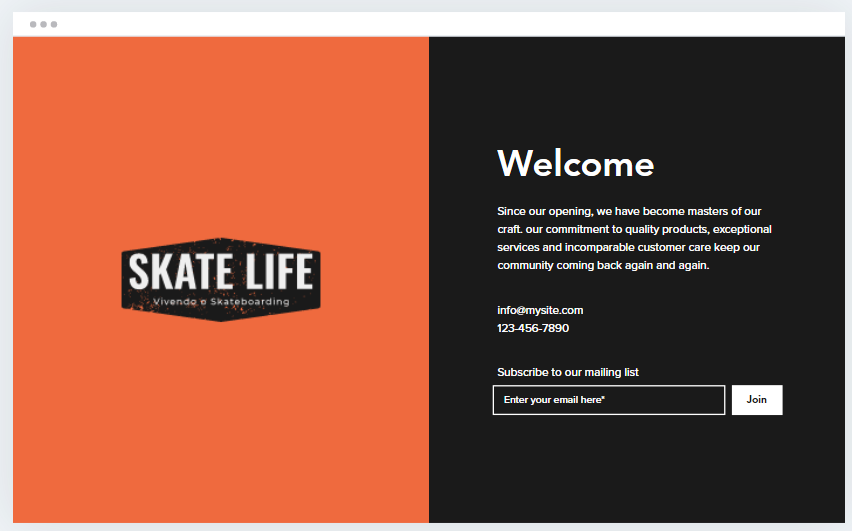 SKATE LIFE
Vivendo o Skateboarding
Welcome
Since our opening, we have become masters of our
craft. our commitment to quality products, exceptional
services and incomparable customer care keep our
community coming back again and again.
info@mysite.com
123-456-7890
Subscribe to our mailing list
Enter your email here*
Join